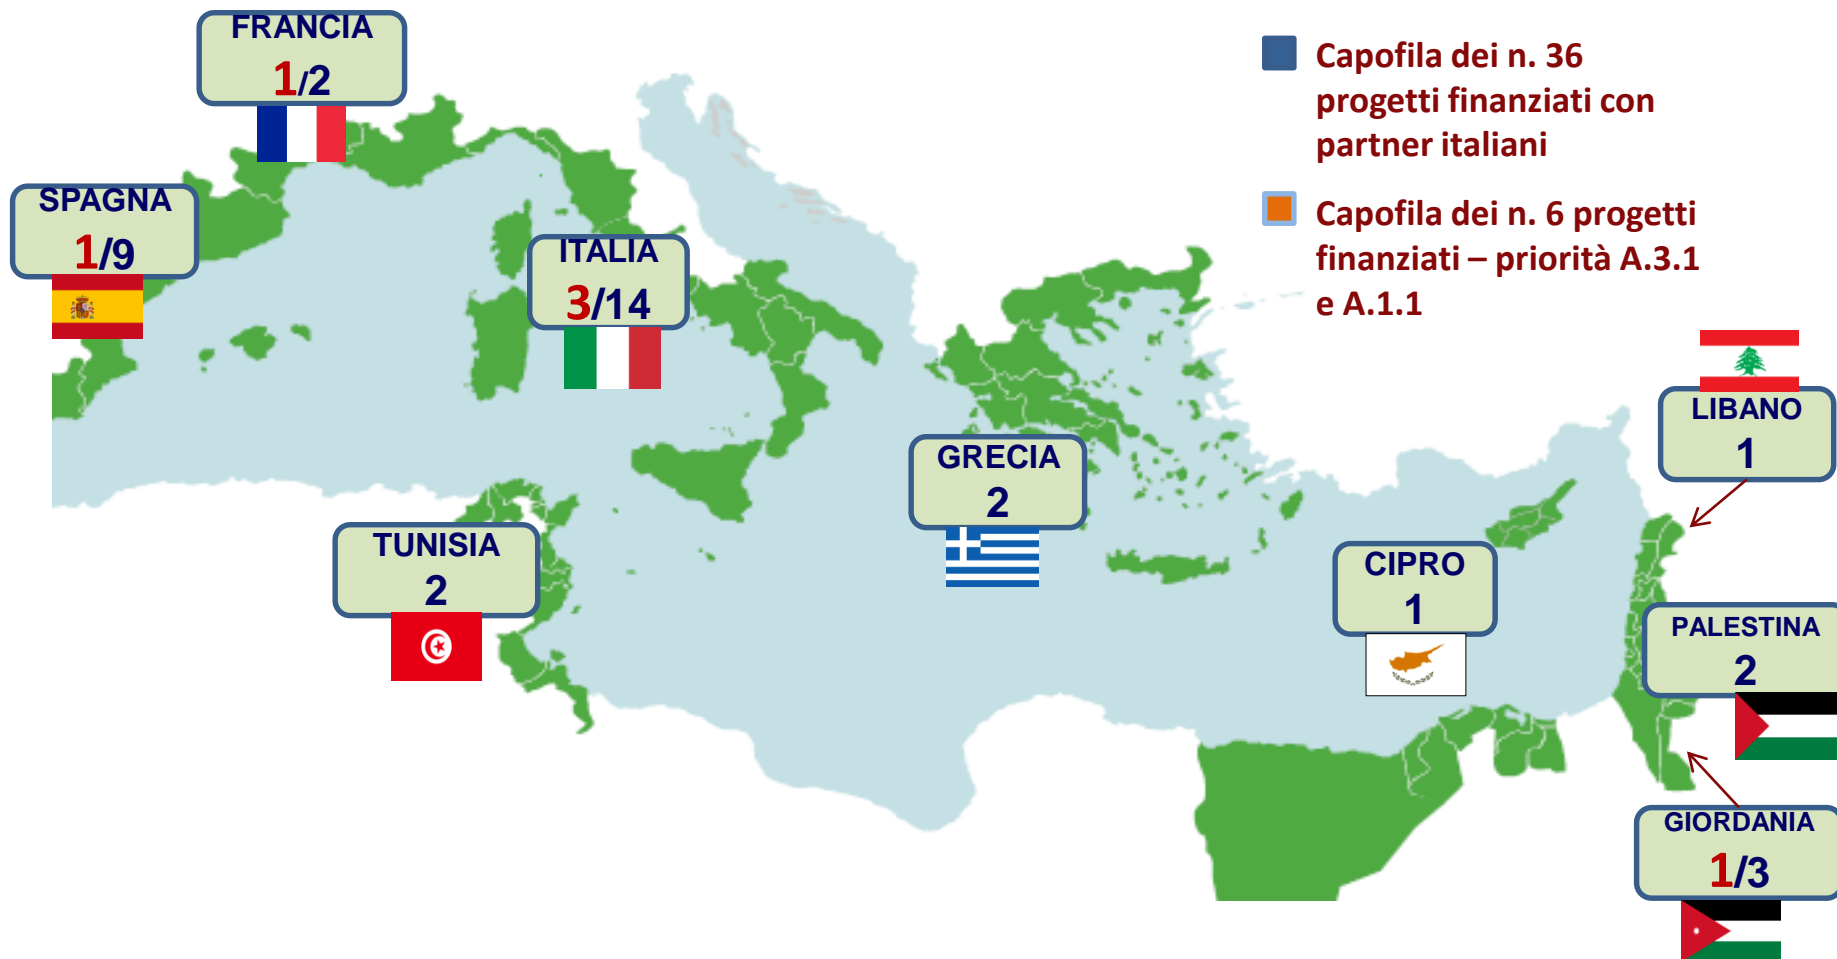 FRANCIA
1/2
Capofila dei n. 36
progetti finanziati con
partner italiani
SPAGNA
1/9
Capofila dei n. 6 progetti
finanziati – priorità A.3.1
e A.1.1
ITALIA
3/14
LIBANO
1
GRECIA
2
TUNISIA
2
CIPRO
1
PALESTINA
2
GIORDANIA
1/3